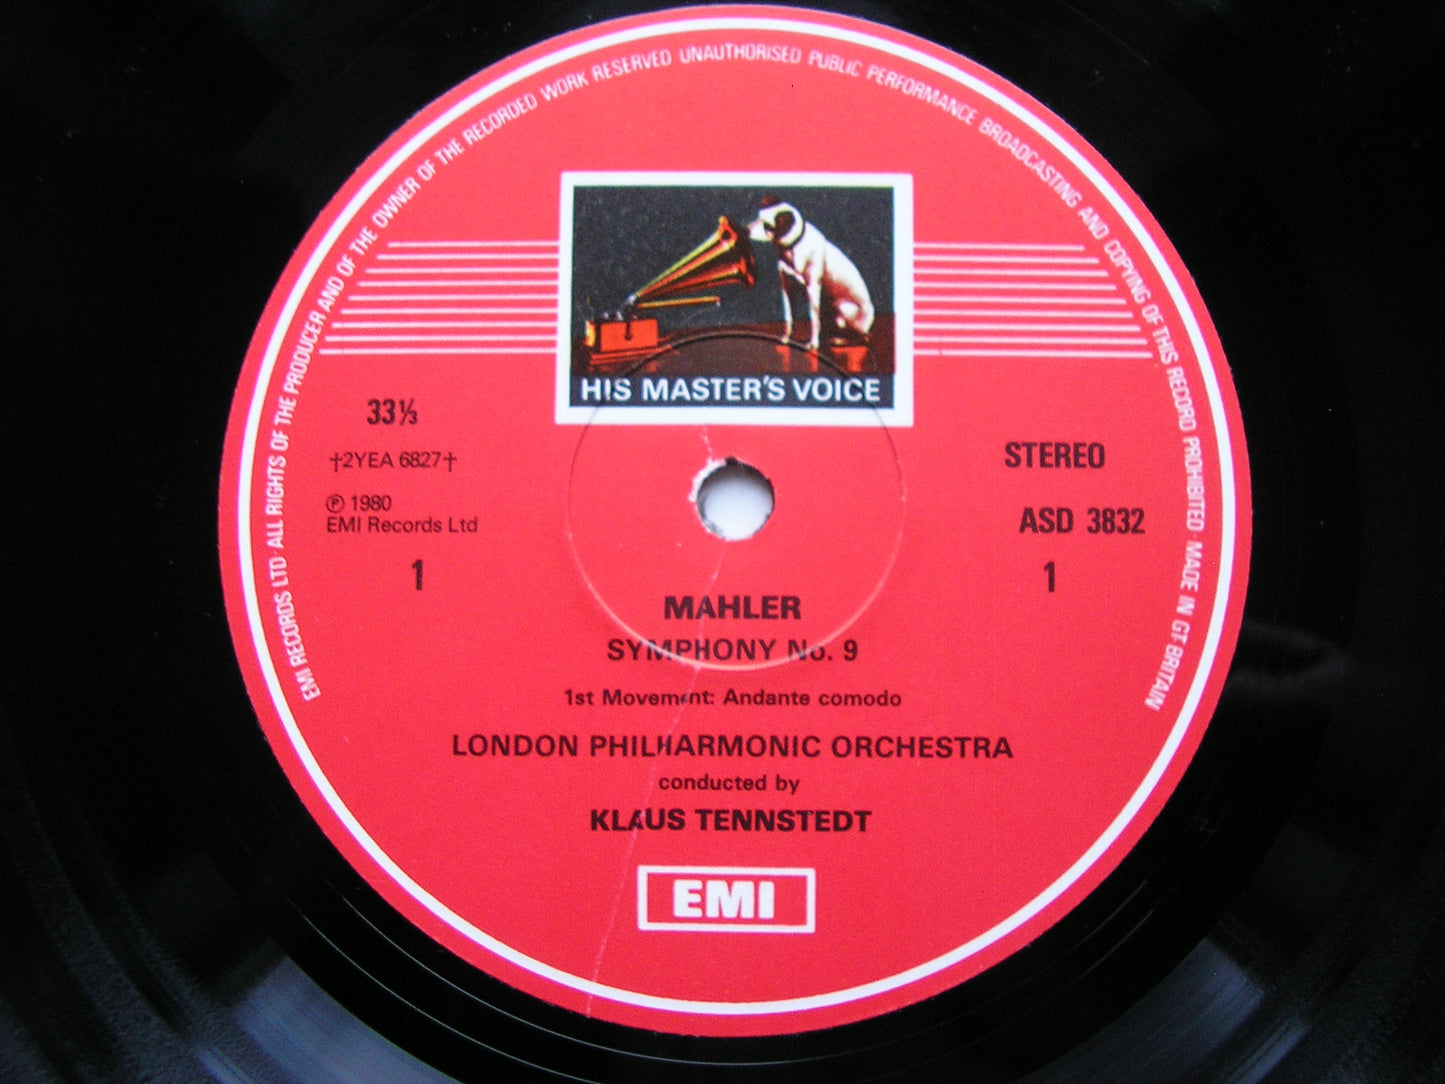 EMI RECORDS LTD · ALL RIGHTS OF THE PRODUCER AND OF THE OWNER OF THE RECORDED WORK RESERVED UNAUTHORISED PUBLIC PERFORMANCE BROADCASTING AND COPYING OF THIS RECORD PROHIBITED · MADE IN GT· BRITAIN
HIS MASTER'S VOICE
33⅓
†2YEA 6827†
℗ 1980
EMI Records Ltd
1
STEREO
ASD 3832
1
MAHLER
SYMPHONY No. 9
1st Movement: Andante comodo
LONDON PHILHARMONIC ORCHESTRA
conducted by
KLAUS TENNSTEDT
EMI